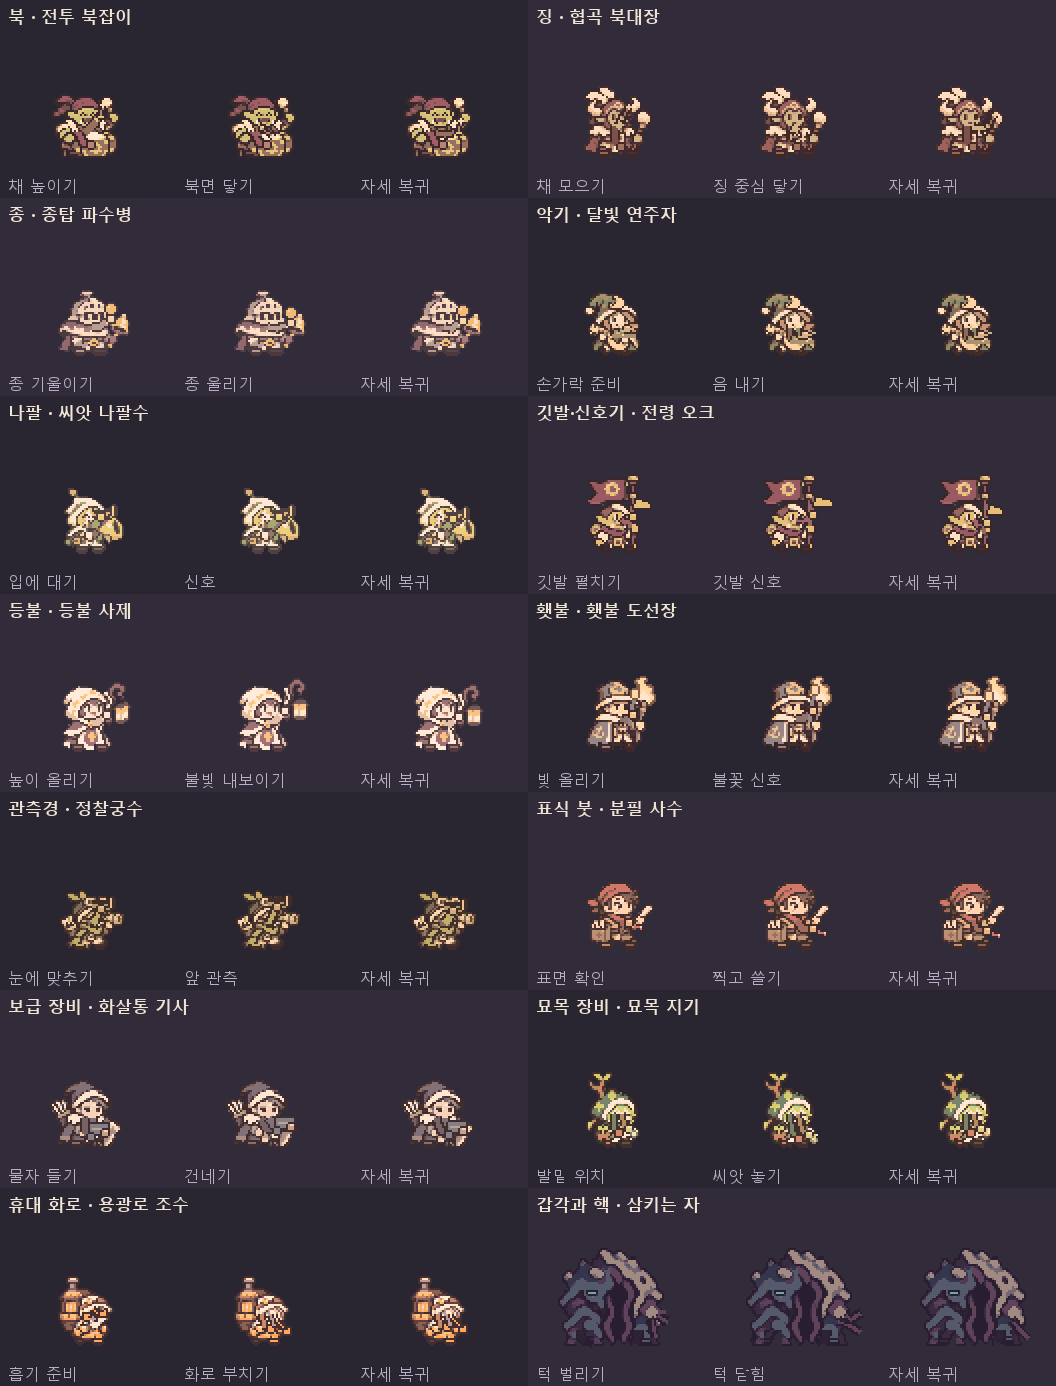 북 · 전투 북잡이
채 높이기 북면 닿기 자세 복귀
징 · 협곡 북대장
채 모으기 징 중심 닿기 자세 복귀
종 · 종탑 파수병
종 기울이기 종 울리기 자세 복귀
악기 · 달빛 연주자
손가락 준비 음 내기 자세 복귀
나팔 · 씨앗 나팔수
입에 대기 신호 자세 복귀
깃발·신호기 · 전령 오크
깃발 펼치기 깃발 신호 자세 복귀
등불 · 등불 사제
높이 올리기 불빛 내보이기 자세 복귀
횃불 · 횃불 도선장
빛 올리기 불꽃 신호 자세 복귀
관측경 · 정찰궁수
눈에 맞추기 앞 관측 자세 복귀
표식 붓 · 분필 사수
표면 확인 찍고 쓸기 자세 복귀
보급 장비 · 화살통 기사
물자 들기 건네기 자세 복귀
묘목 장비 · 묘목 지기
발밑 위치 씨앗 놓기 자세 복귀
휴대 화로 · 용광로 조수
흡기 준비 화로 부치기 자세 복귀
갑각과 핵 · 삼키는 자
턱 벌리기 턱 닫힘 자세 복귀